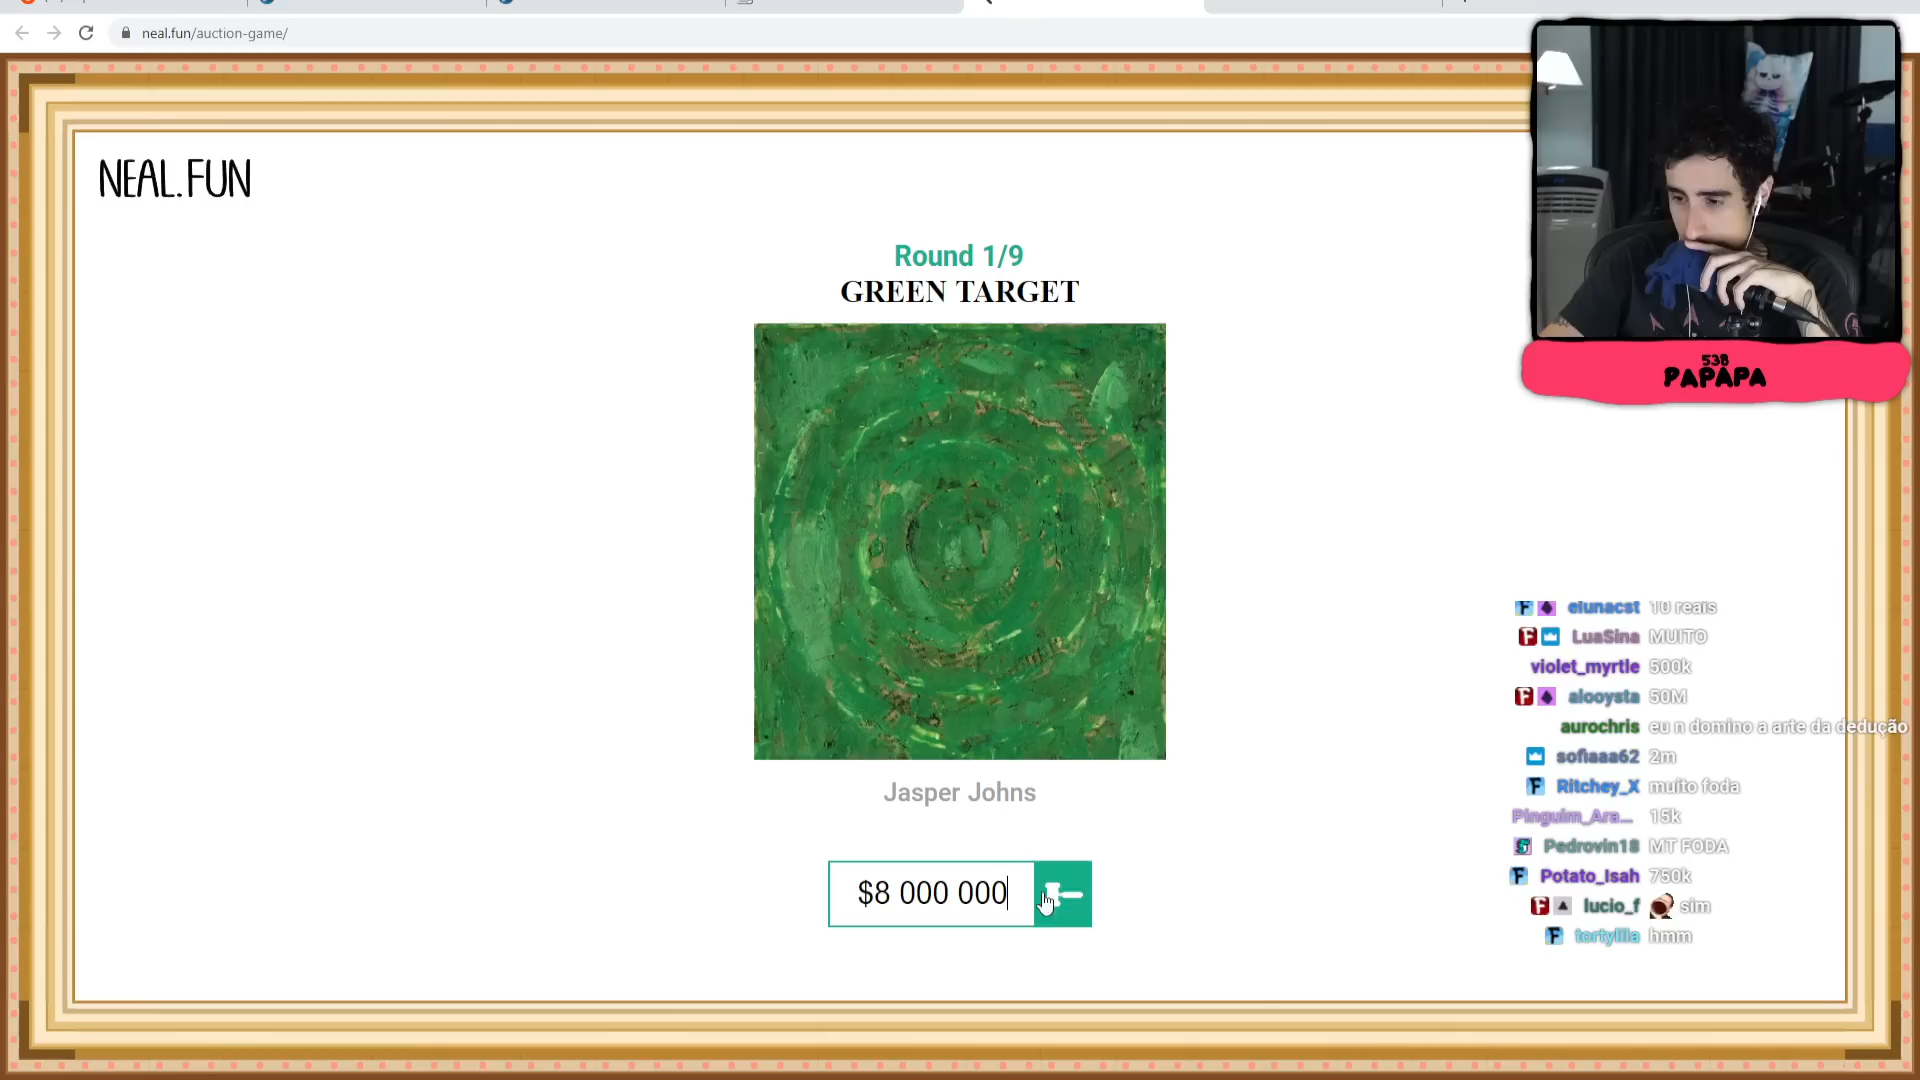 neal.fun/auction-game/
NEAL.FUN
Round 1/9
GREEN TARGET
Jasper Johns
$8 000 000
538
PAPAPA
elunacst 10 reais
LuaSina MUITO
violet_myrtle 500k
alooysta 50M
aurochris eu n domino a arte da dedução
sofiaaa62 2m
Ritchey_X muito foda
Pinguim_Ara... 15k
Pedrovin18 MT FODA
Potato_Isah 750k
lucio_f sim
tortyllla hmm